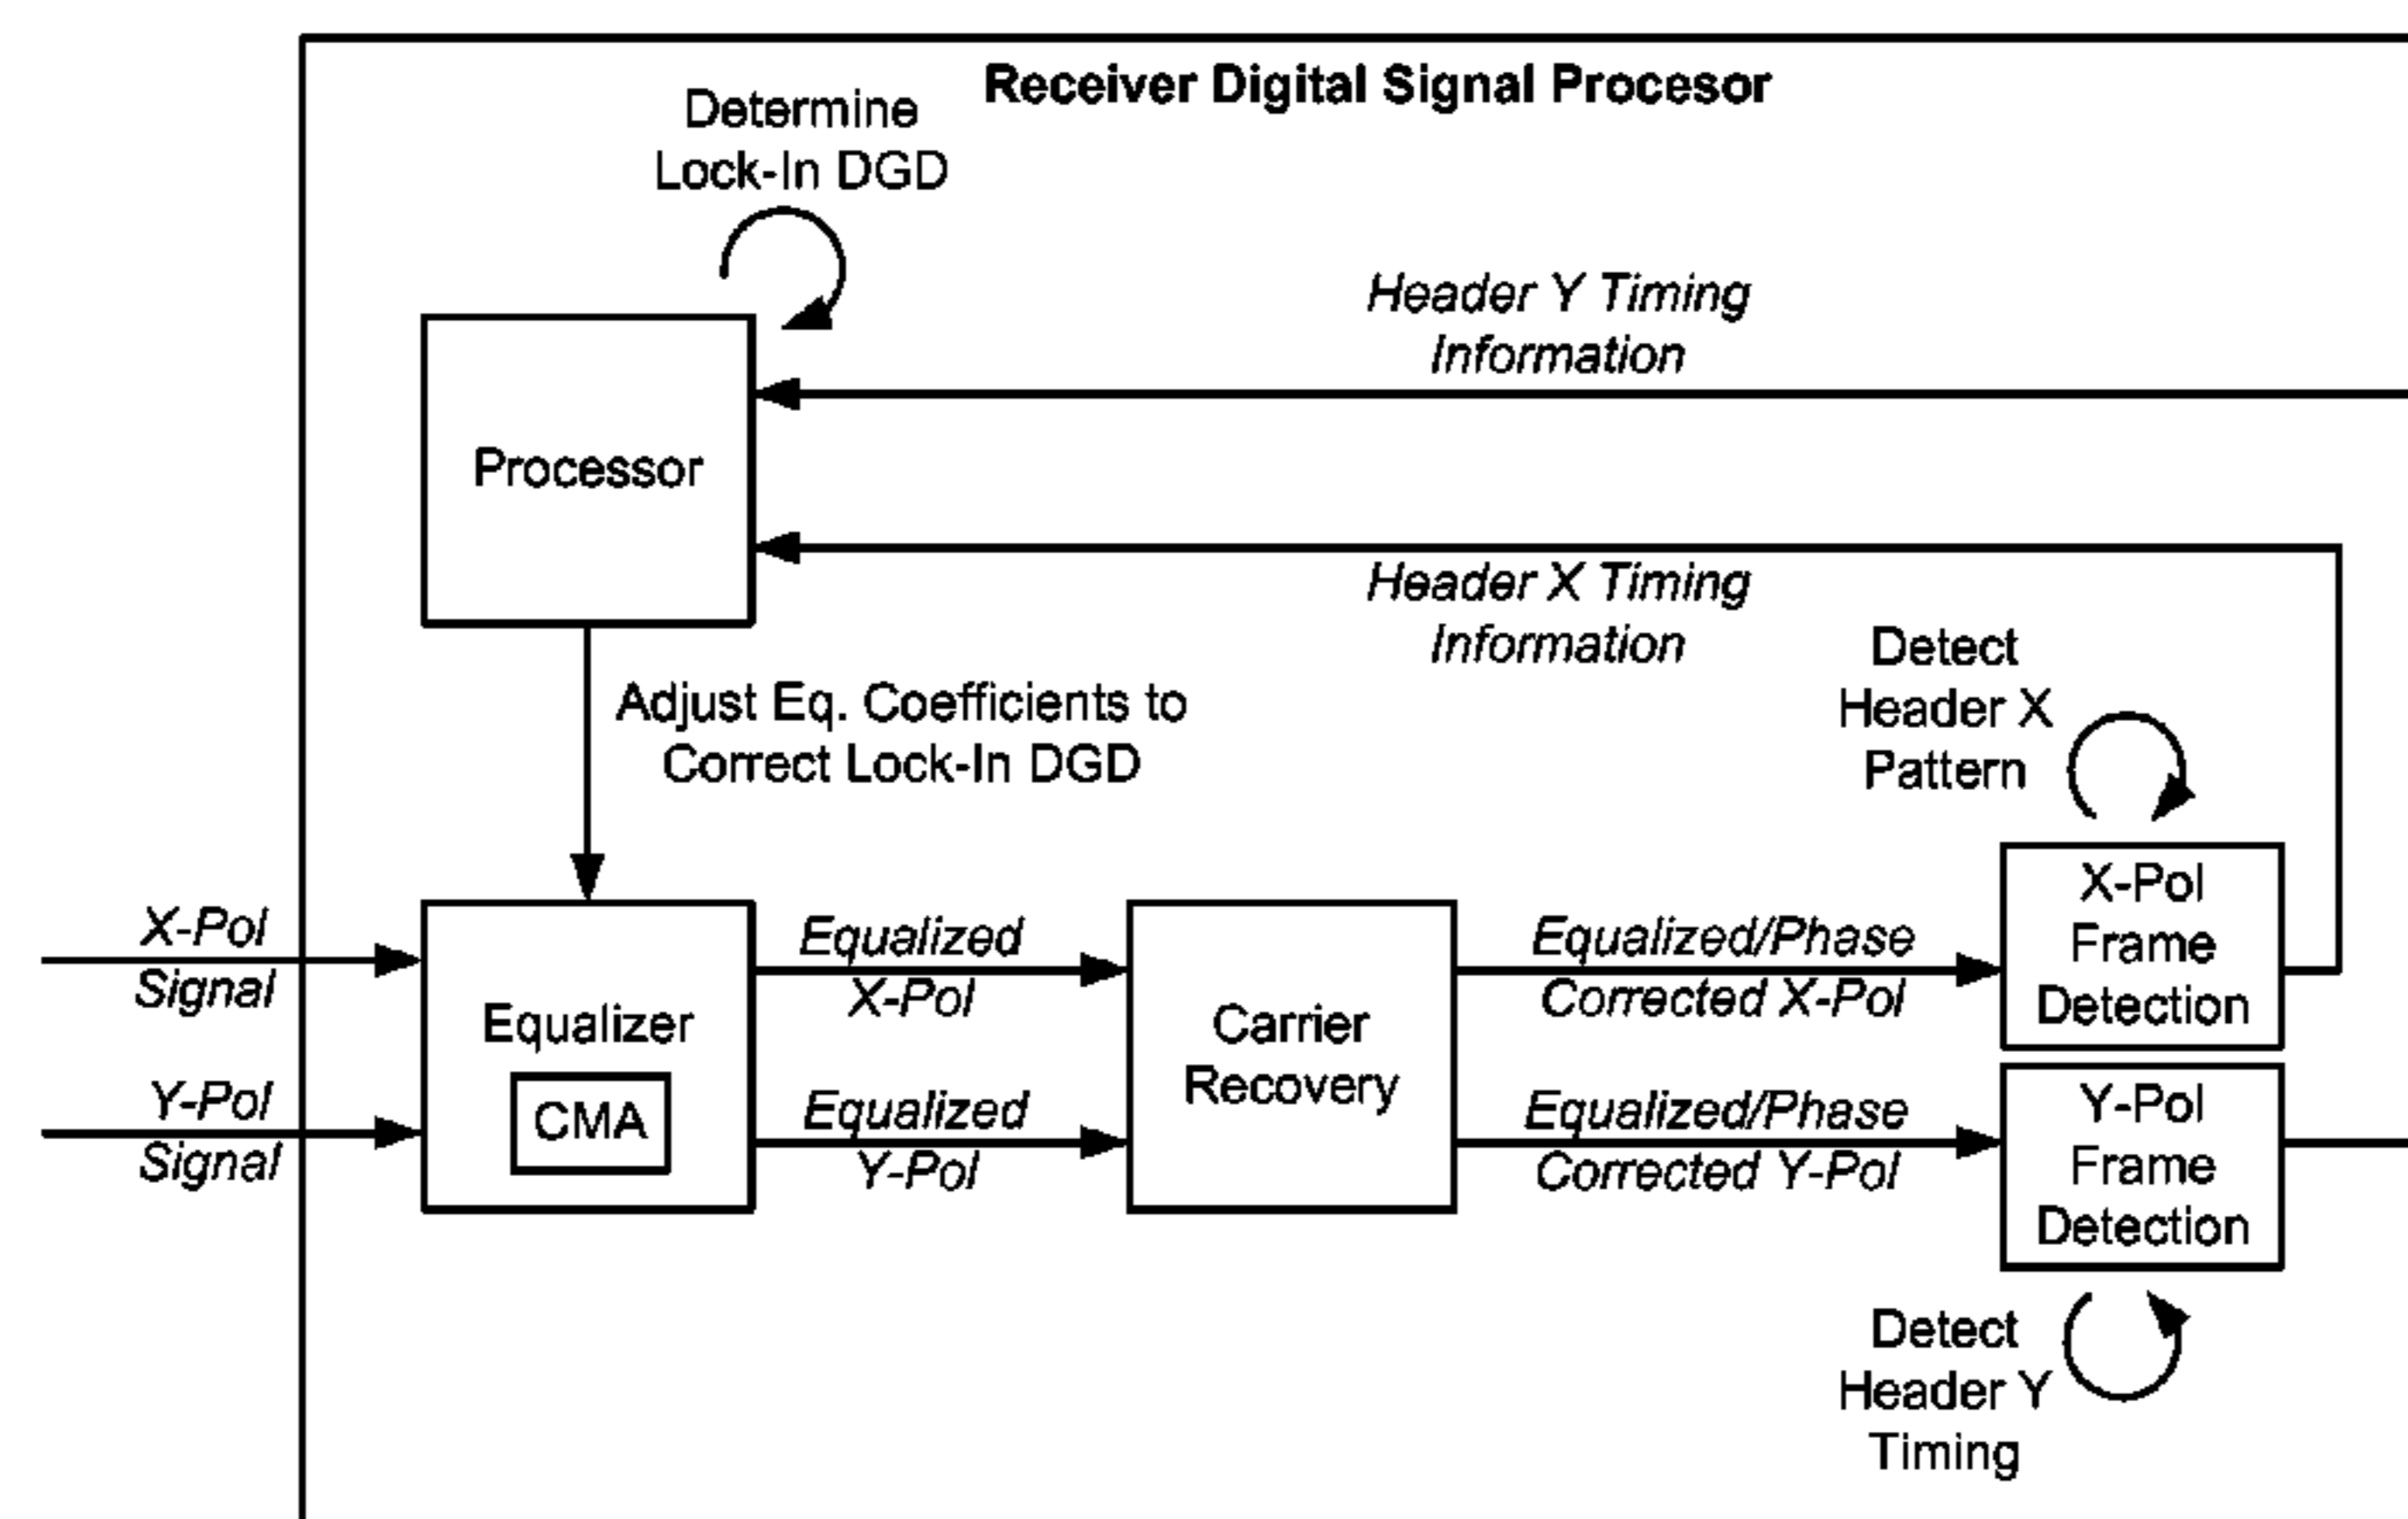 Receiver Digital Signal Procesor
Determine
Lock-In DGD
Header Y Timing
Information
Processor
Header X Timing
Information
Detect
Header X
Pattern
Adjust Eq. Coefficients to
Correct Lock-In DGD
X-Pol
Signal
Y-Pol
Signal
Equalizer
CMA
Equalized
X-Pol
Equalized
Y-Pol
Carrier
Recovery
Equalized/Phase
Corrected X-Pol
Equalized/Phase
Corrected Y-Pol
X-Pol
Frame
Detection
Y-Pol
Frame
Detection
Detect
Header Y
Timing